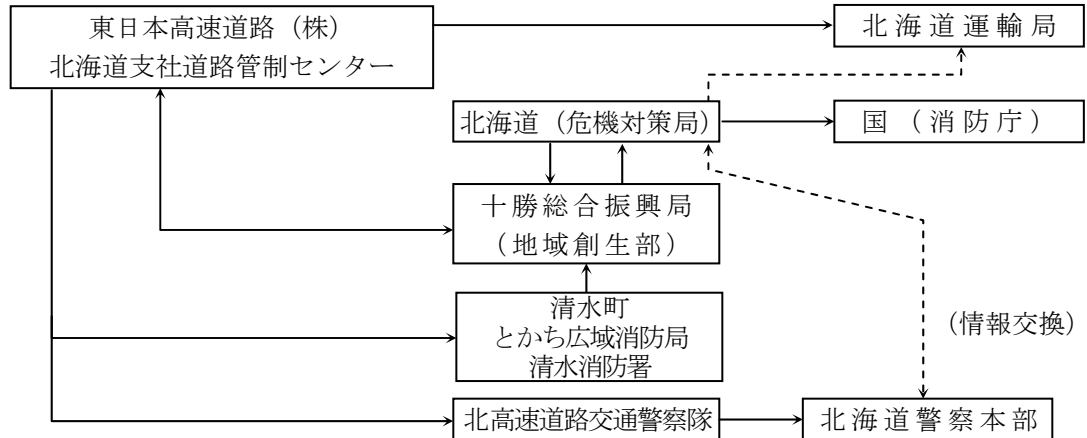 東日本高速道路（株）
北海道支社道路管制センター
北海道運輸局
北海道（危機対策局）
国（消防庁）
十勝総合振興局
（地域創生部）
清水町
とかち広域消防局
清水消防署
（情報交換）
北高速道路交通警察隊
北海道警察本部